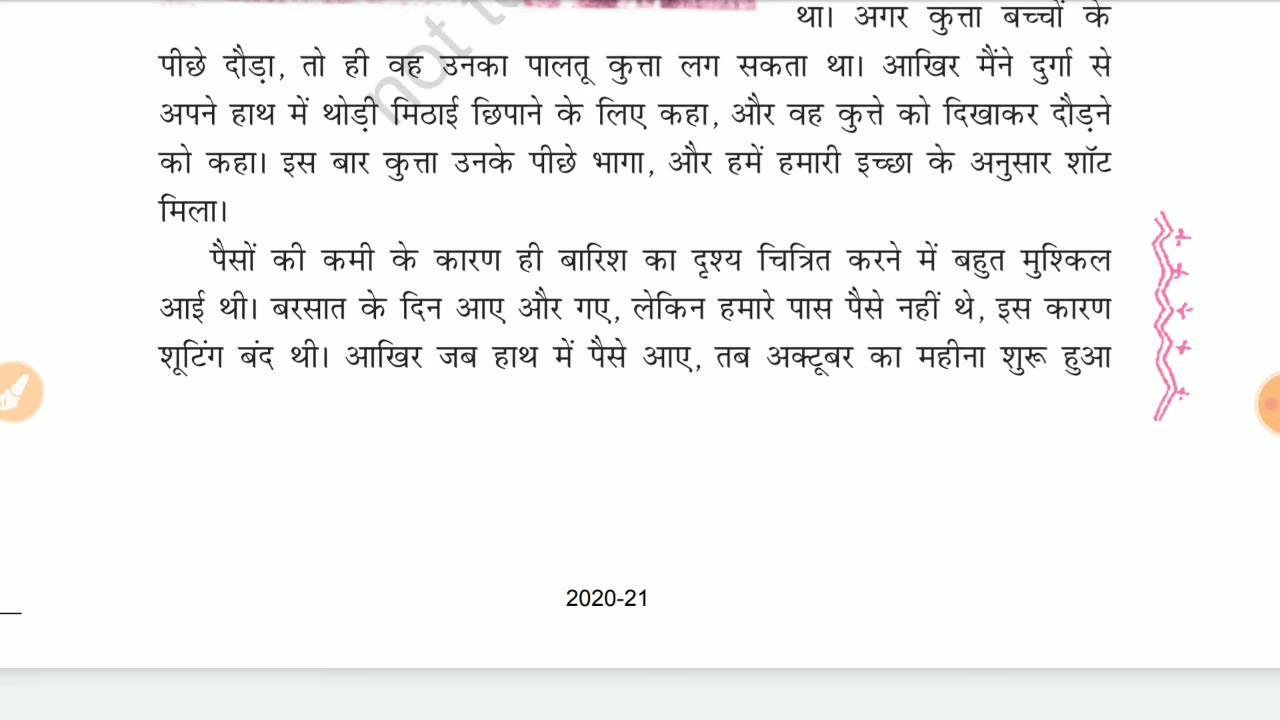 not to
था। अगर कुत्ता बच्चों के
पीछे दौड़ा, तो ही वह उनका पालतू कुत्ता लग सकता था। आखिर मैंने दुर्गा से
अपने हाथ में थोड़ी मिठाई छिपाने के लिए कहा, और वह कुत्ते को दिखाकर दौड़ने
को कहा। इस बार कुत्ता उनके पीछे भागा, और हमें हमारी इच्छा के अनुसार शॉट
मिला।
पैसों की कमी के कारण ही बारिश का दृश्य चित्रित करने में बहुत मुश्किल
आई थी। बरसात के दिन आए और गए, लेकिन हमारे पास पैसे नहीं थे, इस कारण
शूटिंग बंद थी। आखिर जब हाथ में पैसे आए, तब अक्टूबर का महीना शुरू हुआ
2020-21